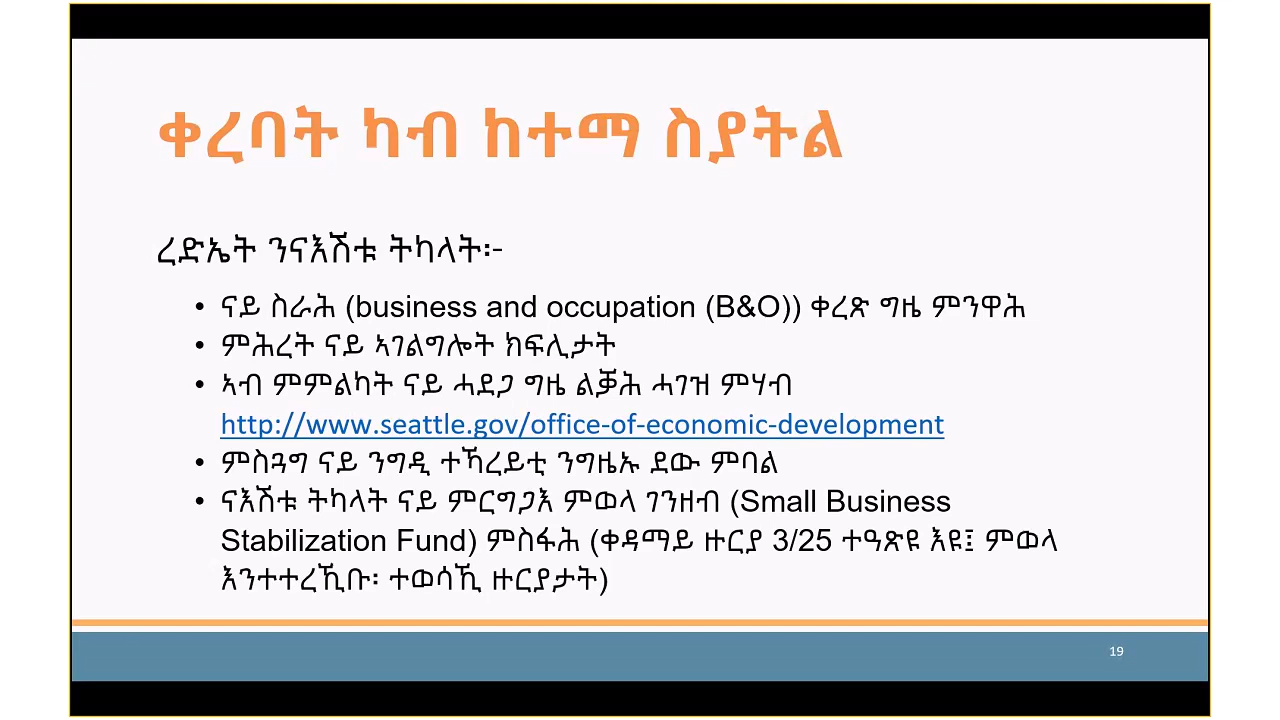 ቀረባት ካብ ከተማ ስያትል
ረድኤት ንናእሽቱ ትካላት፡-
• ናይ ስራሕ (business and occupation (B&O)) ቀረጽ ግዜ ምንዋሕ
• ምሕረት ናይ ኣገልግሎት ክፍሊታት
• ኣብ ምምልካት ናይ ሓደጋ ግዜ ልቓሕ ሓገዝ ምሃብ
http://www.seattle.gov/office-of-economic-development
• ምስጓግ ናይ ንግዲ ተኻረይቲ ንግዜኡ ደው ምባል
• ናእሽቱ ትካላት ናይ ምርግጋእ ምወላ ገንዘብ (Small Business
Stabilization Fund) ምስፋሕ (ቀዳማይ ዙርያ 3/25 ተዓጽዩ እዩ፤ ምወላ
እንተተረኺቡ፡ ተወሳኺ ዙርያታት)
19